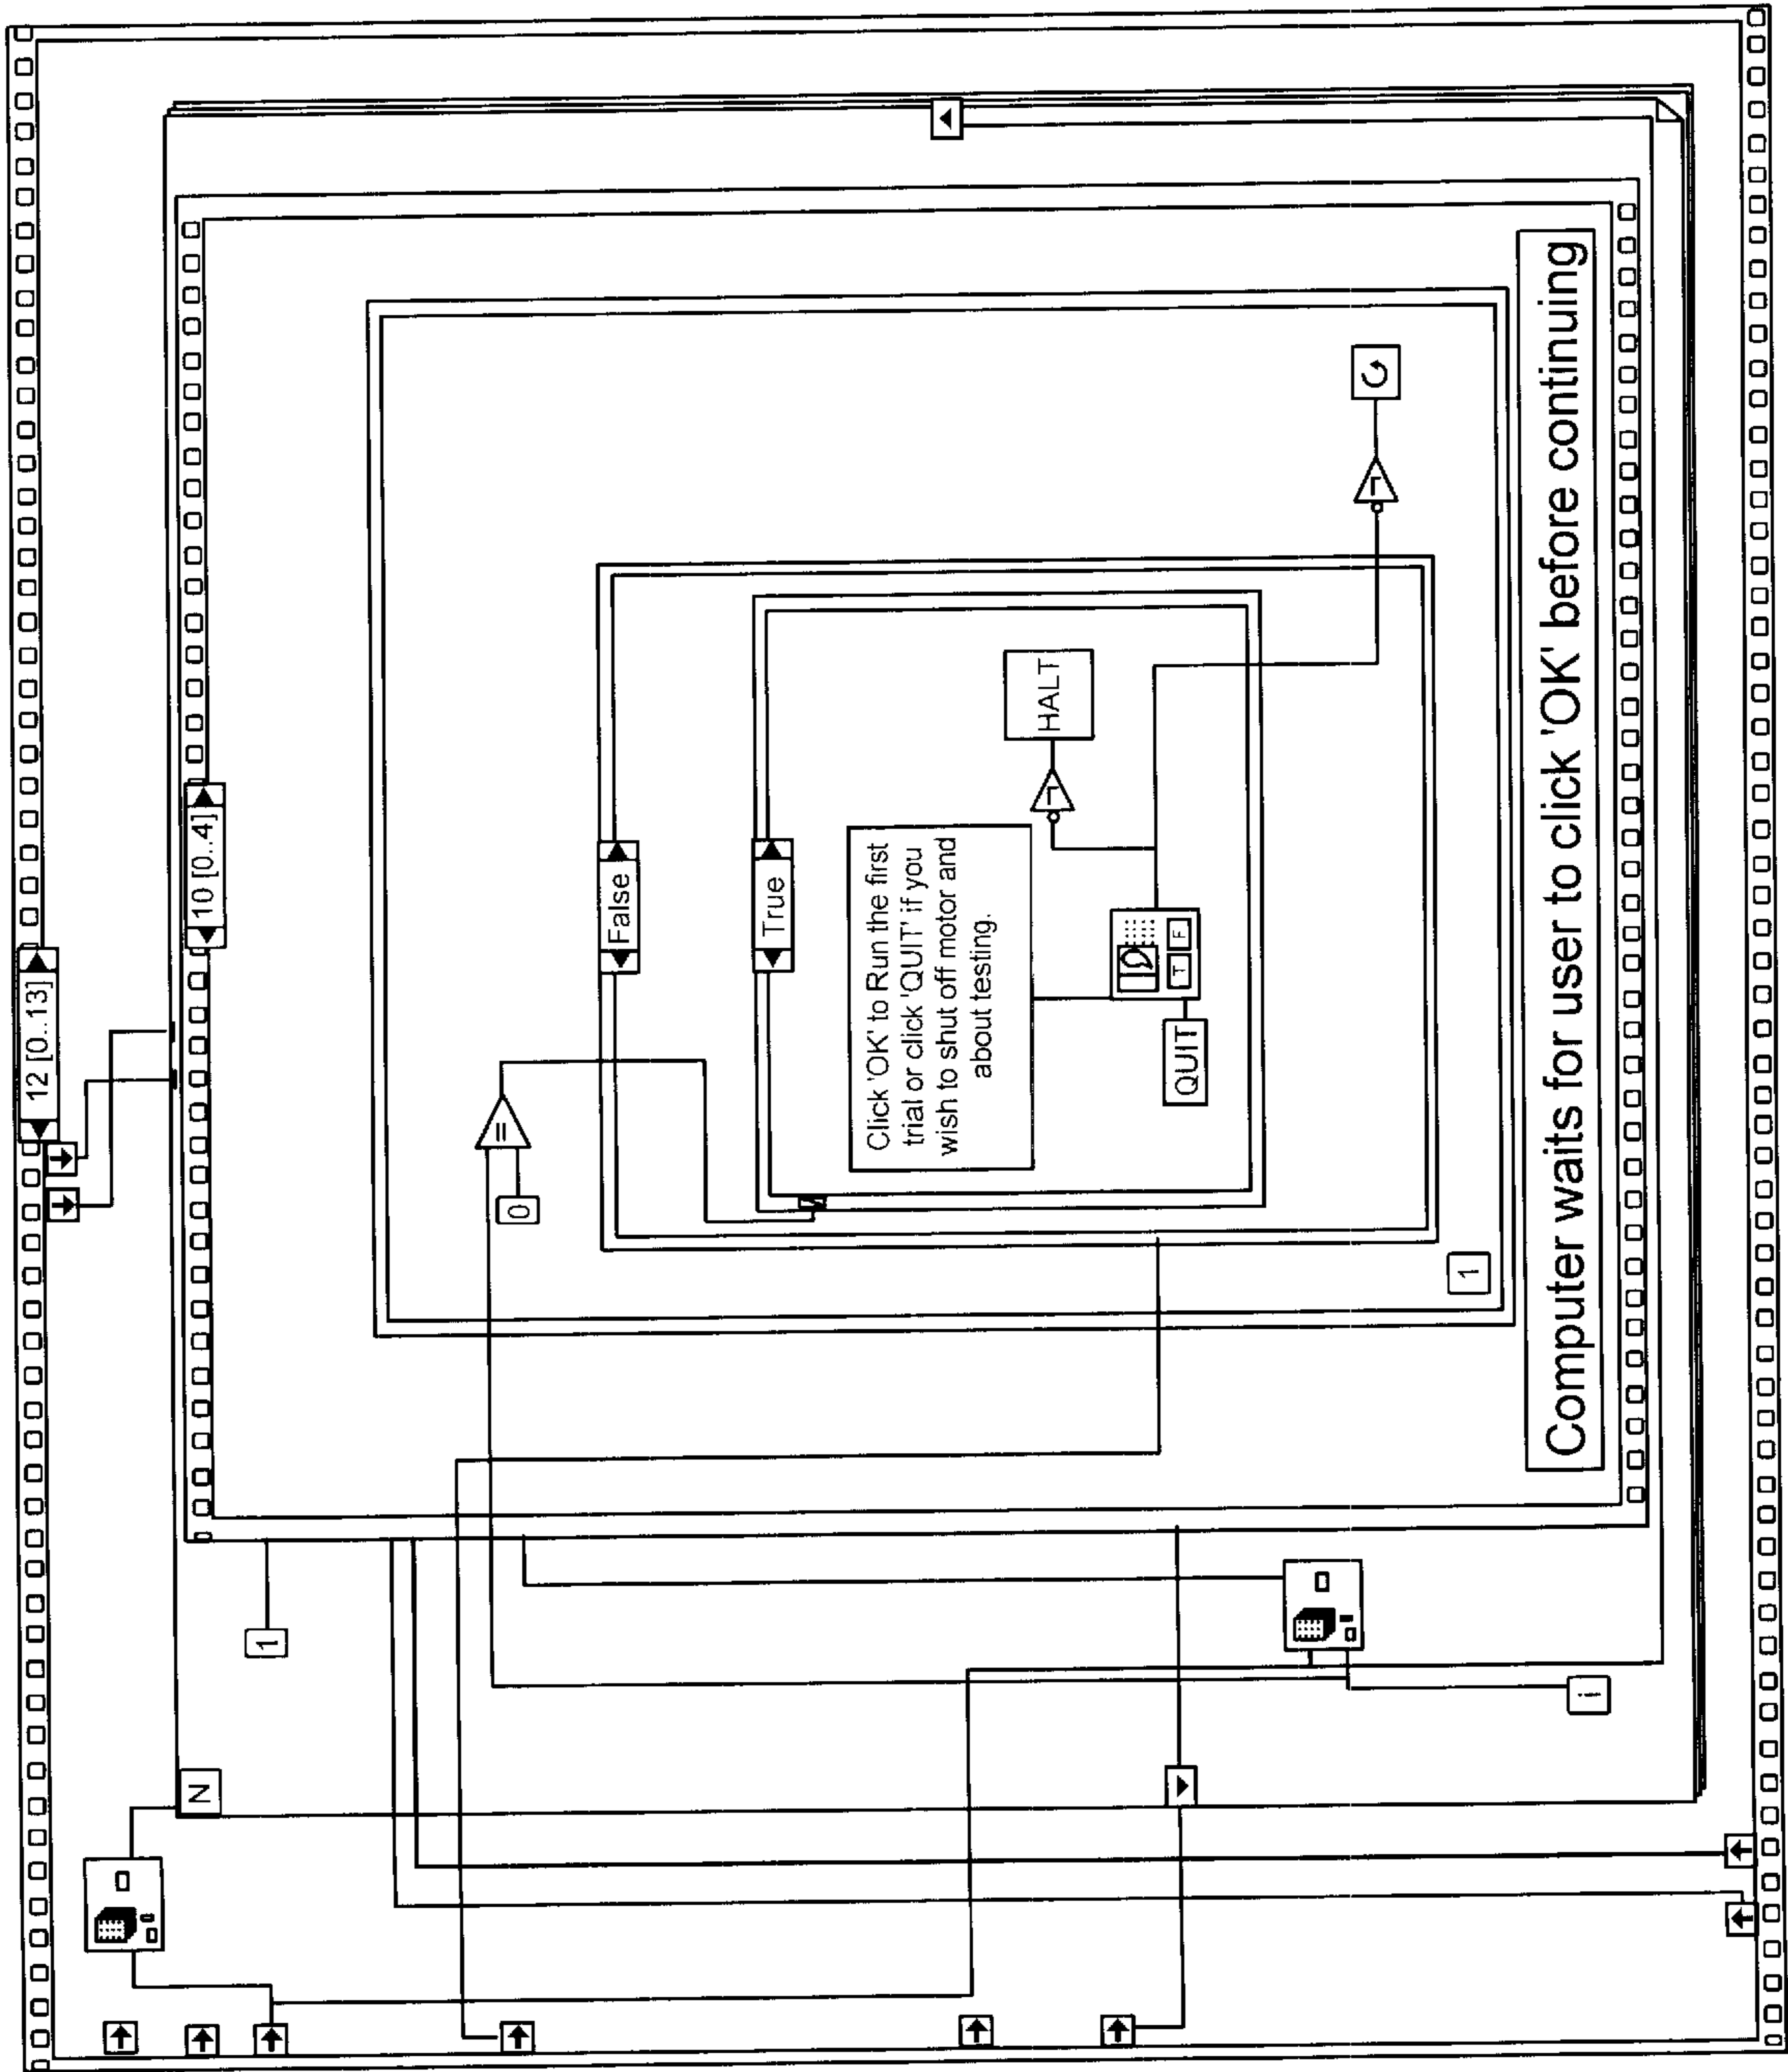 12 [0..13]
10 [0..4]
N
1
0
=
False
True
Click 'OK' to Run the first
trial or click 'QUIT' if you
wish to shut off motor and
about testing.
HALT
T F
QUIT
1
i
Computer waits for user to click 'OK' before continuing